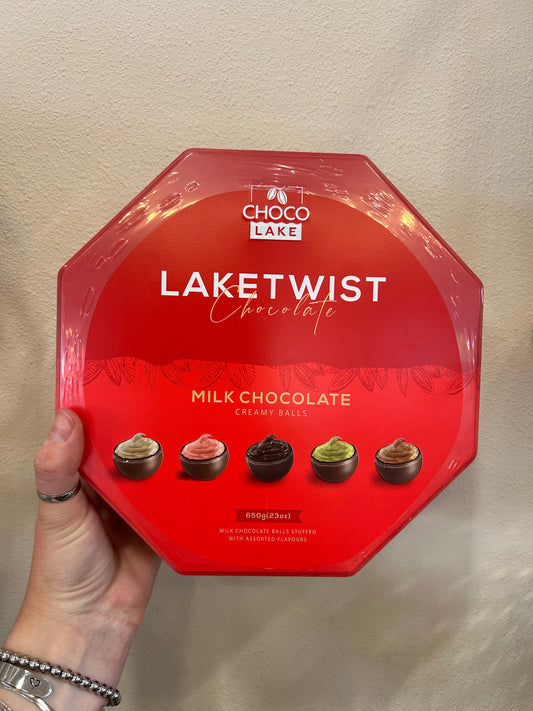 CHOCO
LAKE
LAKETWIST
Chocolate
MILK CHOCOLATE
CREAMY BALLS
650g(23oz)
MILK CHOCOLATE BALLS STUFFED
WITH ASSORTED FLAVOURS